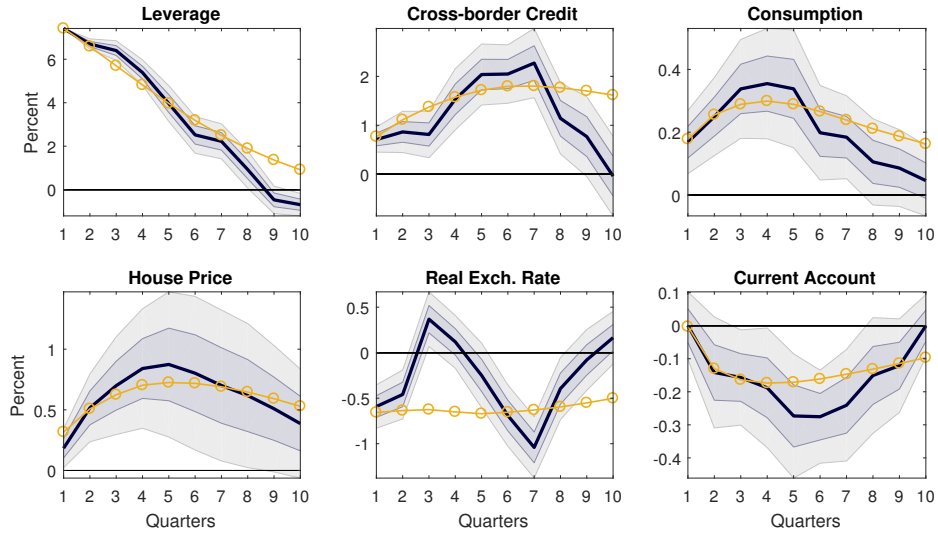 Leverage
Percent
6
4
2
0
1 2 3 4 5 6 7 8 9 10
Cross-border Credit
2
1
0
1 2 3 4 5 6 7 8 9 10
Consumption
0.4
0.2
0
1 2 3 4 5 6 7 8 9 10
House Price
Percent
1
0.5
0
1 2 3 4 5 6 7 8 9 10
Quarters
Real Exch. Rate
0.5
0
-0.5
-1
1 2 3 4 5 6 7 8 9 10
Quarters
Current Account
0.1
0
-0.1
-0.2
-0.3
-0.4
1 2 3 4 5 6 7 8 9 10
Quarters